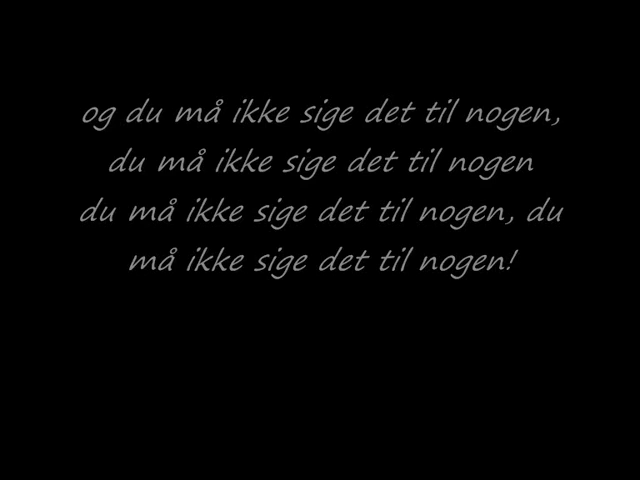 og du må ikke sige det til nogen,
du må ikke sige det til nogen
du må ikke sige det til nogen, du
må ikke sige det til nogen!